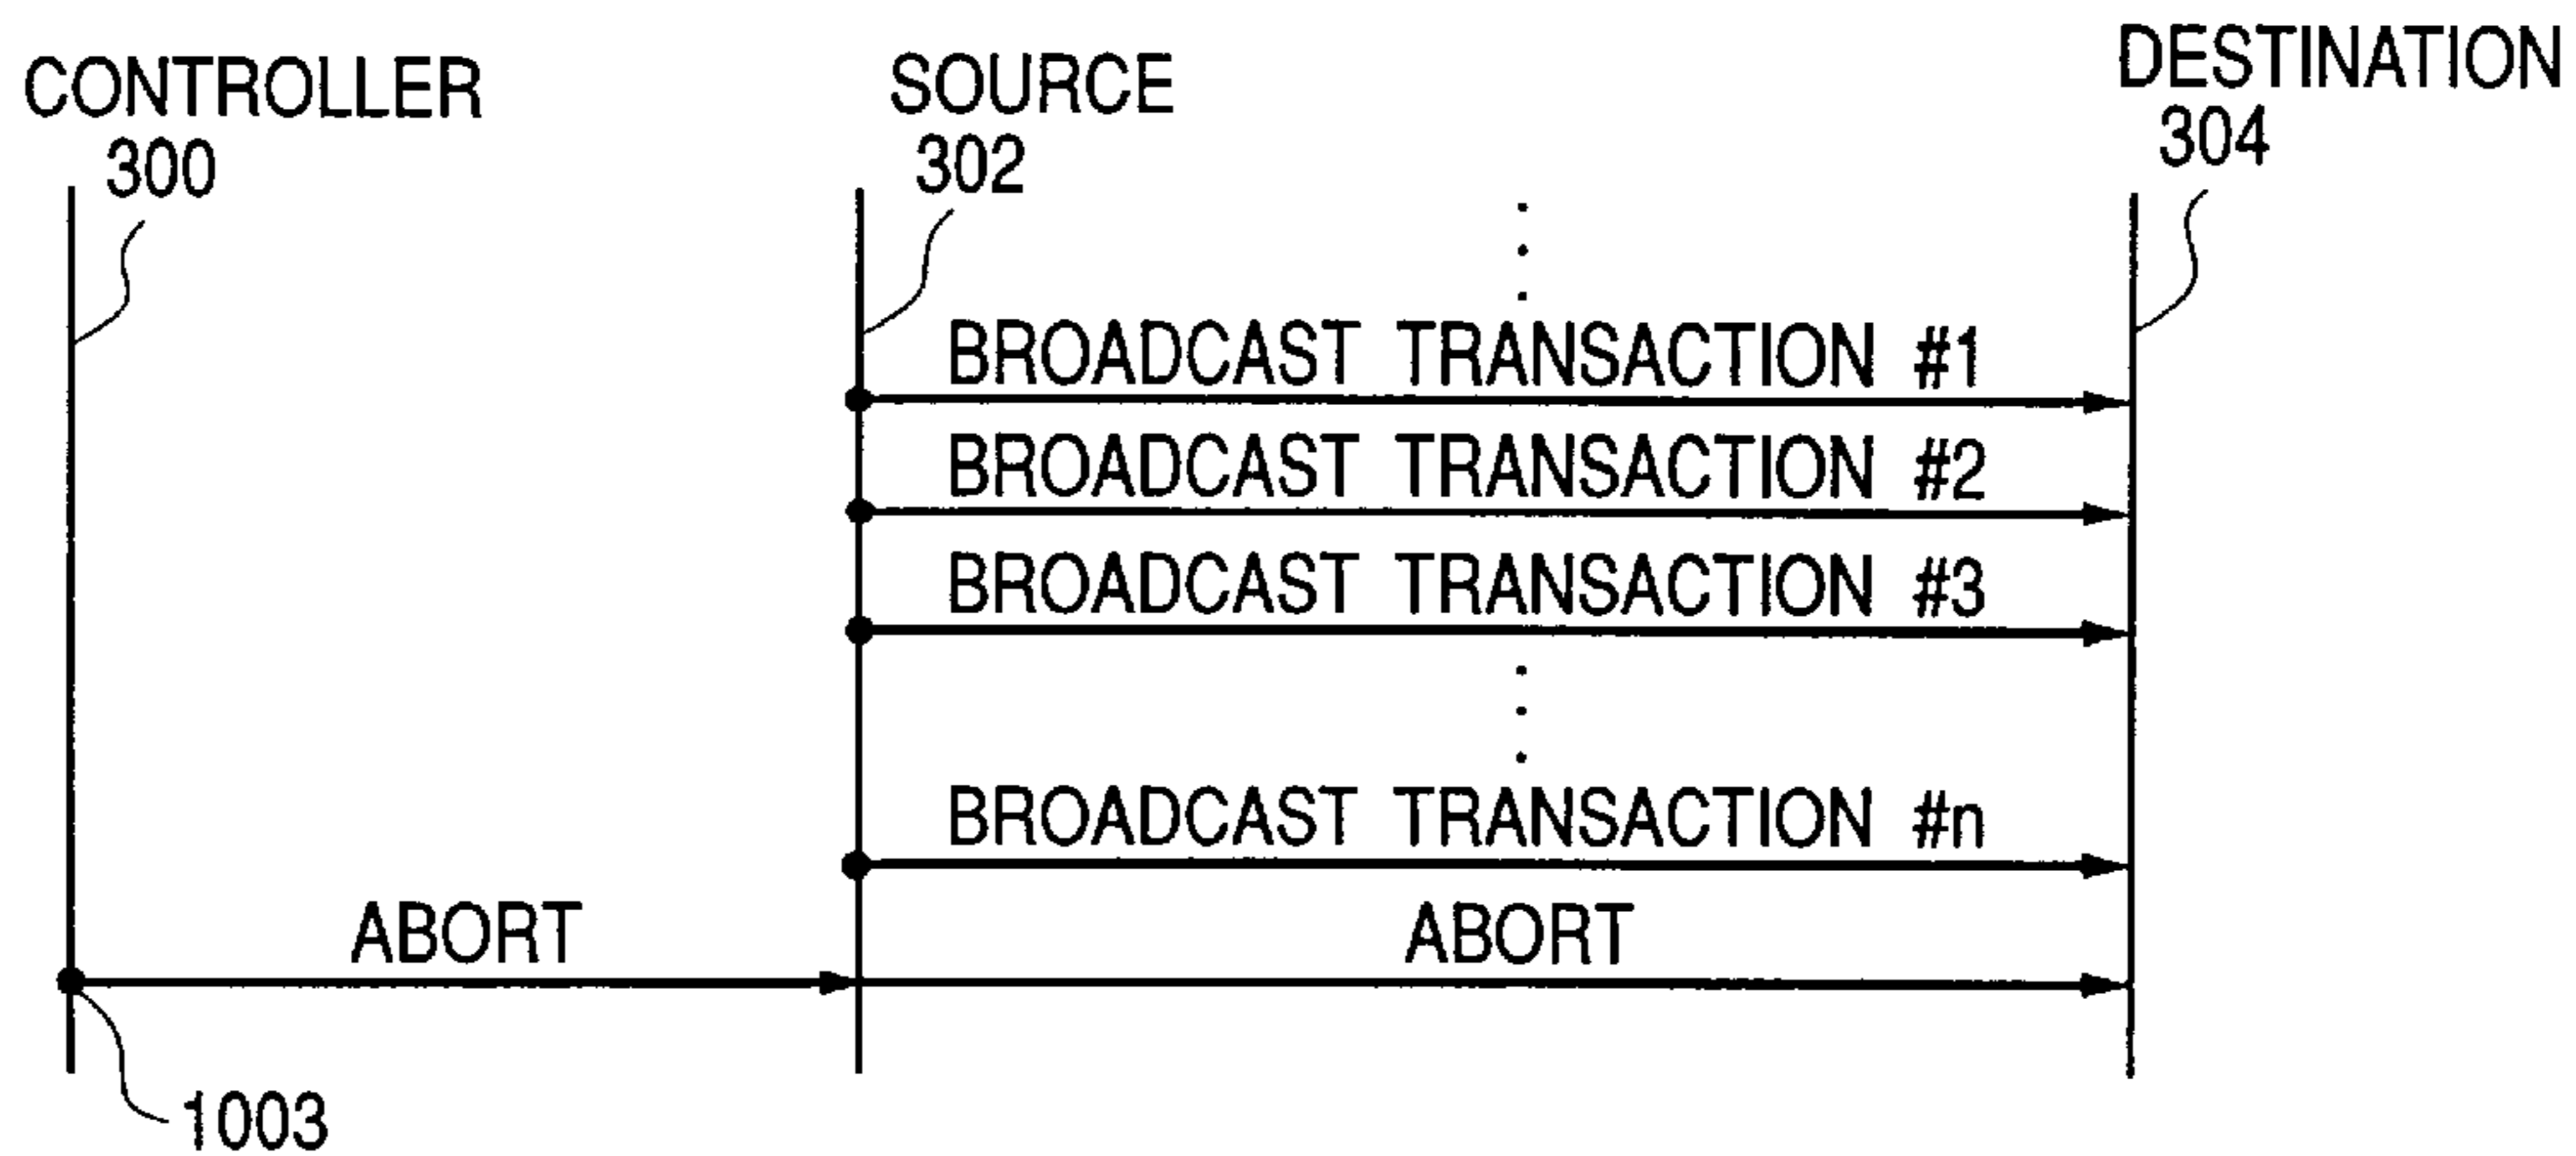 CONTROLLER
300
SOURCE
302
DESTINATION
304
BROADCAST TRANSACTION #1
BROADCAST TRANSACTION #2
BROADCAST TRANSACTION #3
BROADCAST TRANSACTION #n
ABORT
ABORT
1003